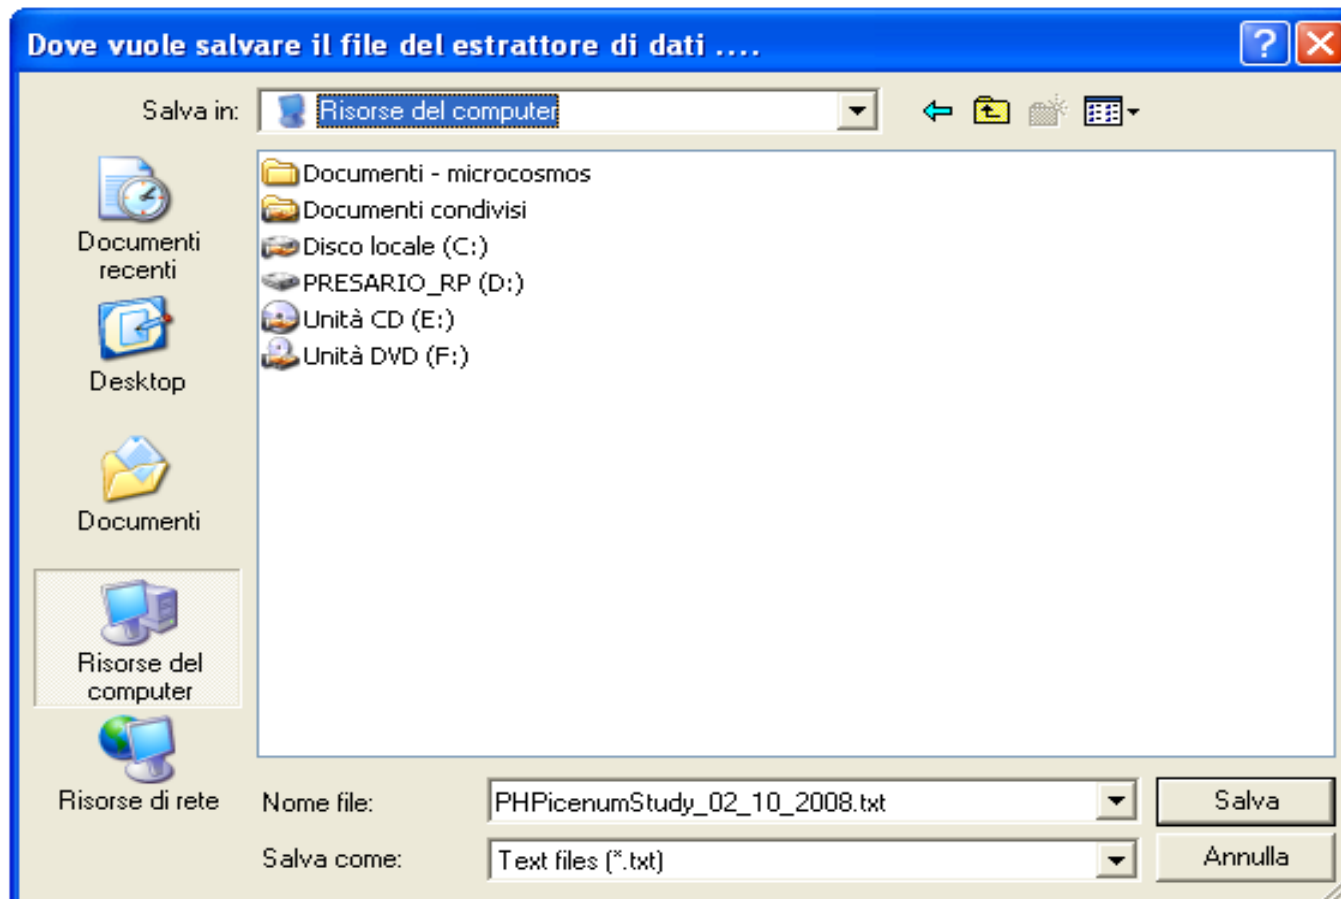 Dove vuole salvare il file del estrattore di dati ....
Salva in:
Risorse del computer
Documenti
recenti
Desktop
Documenti
Risorse del
computer
Risorse di rete
Documenti - microcosmos
Documenti condivisi
Disco locale (C:)
PRESARIO_RP (D:)
Unità CD (E:)
Unità DVD (F:)
Nome file:
PHPicenumStudy_02_10_2008.txt
Salva
Salva come:
Text files (*.txt)
Annulla